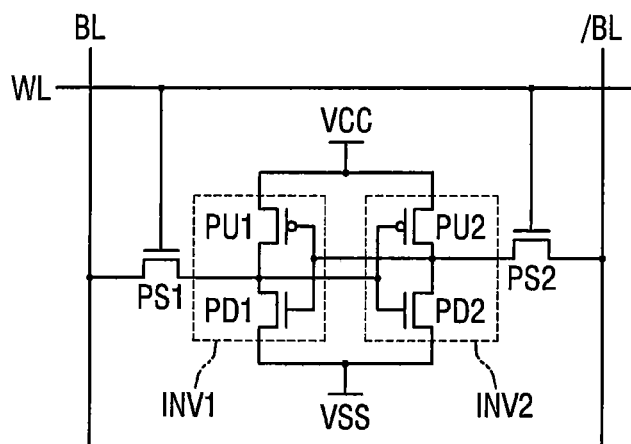 BL
/BL
WL
VCC
PU1
PU2
PS1
PS2
PD1
PD2
INV1
VSS
INV2